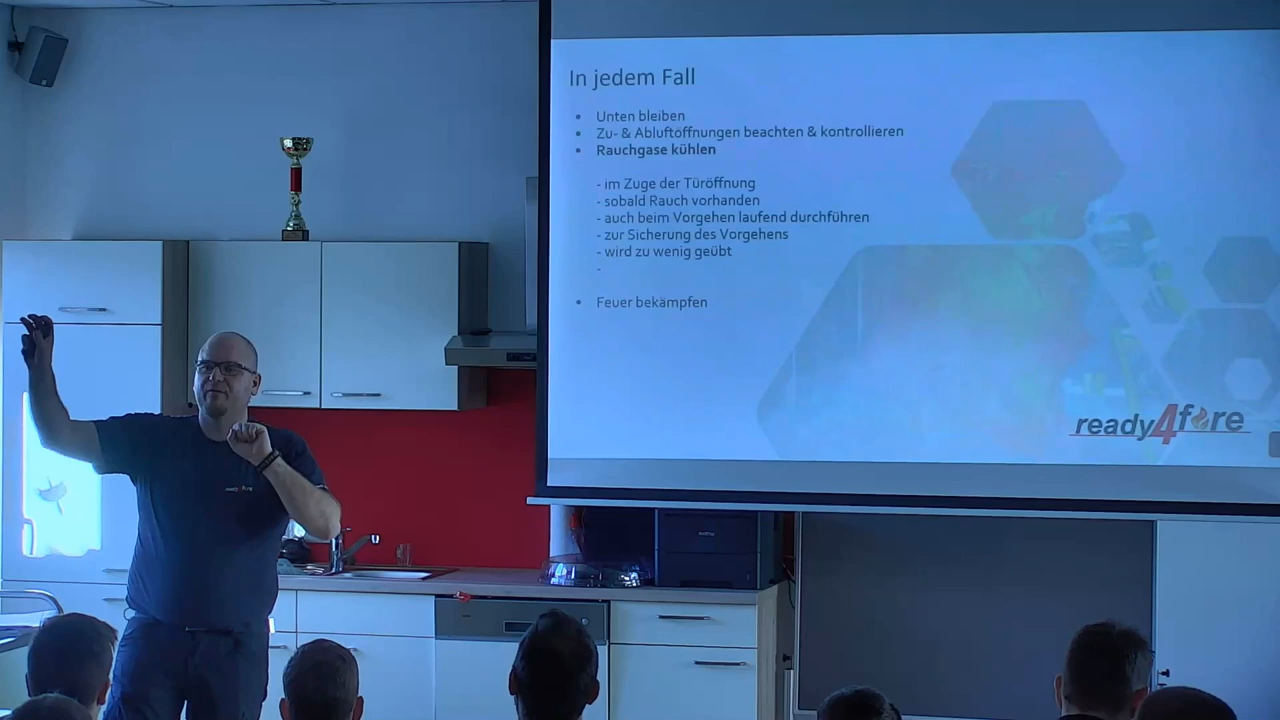 In jedem Fall
• Unten bleiben
• Zu- & Abluftöffnungen beachten & kontrollieren
• Rauchgase kühlen
- im Zuge der Türöffnung
- sobald Rauch vorhanden
- auch beim Vorgehen laufend durchführen
- zur Sicherung des Vorgehens
- wird zu wenig geübt
-
• Feuer bekämpfen
ready4fire
ready4fire